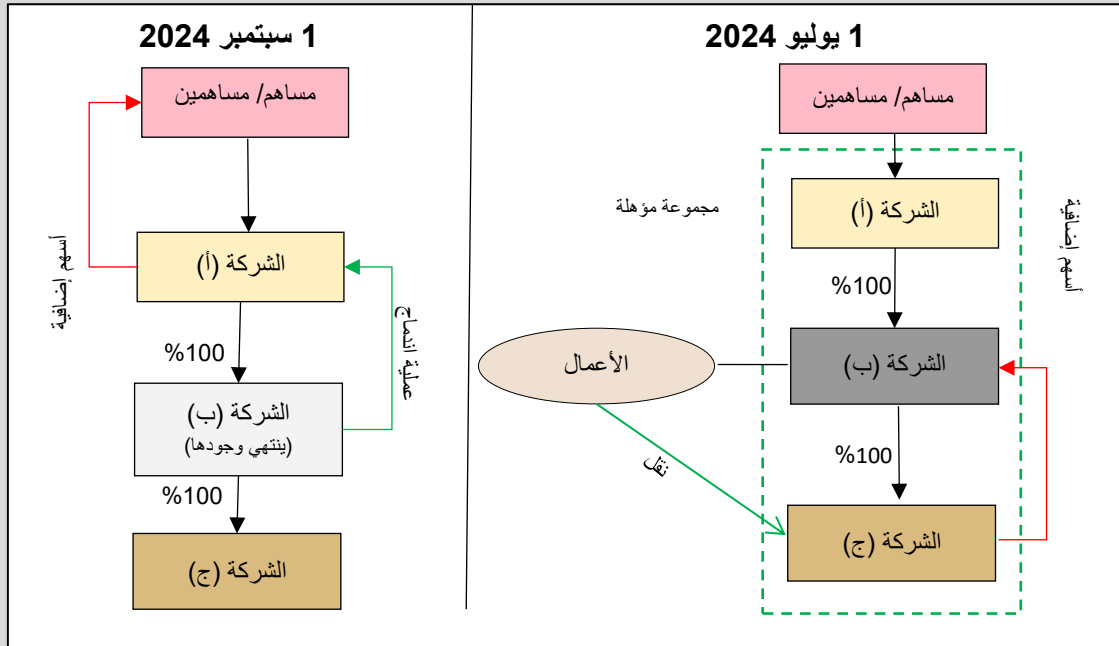 1 يوليو 2024
مساهم/ مساهمين
الشركة (أ)
مجموعة مؤهلة
أسهم إضافية
%100
الشركة (ب)
الأعمال
%100
نقل
الشركة (ج)
1 سبتمبر 2024
مساهم/ مساهمين
الشركة (أ)
أسهم إضافية
%100
عملية اندماج
الشركة (ب)
(ينتهي وجودها)
%100
الشركة (ج)